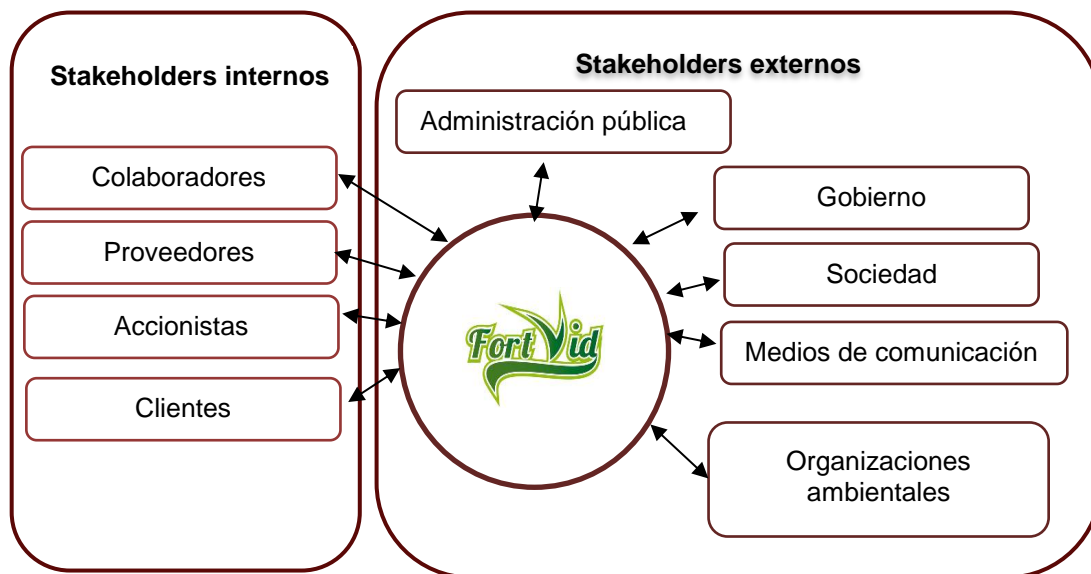 Stakeholders internos
Colaboradores
Proveedores
Accionistas
Clientes
Stakeholders externos
Administración pública
Gobierno
Sociedad
Medios de comunicación
Organizaciones
ambientales
Fort Vid